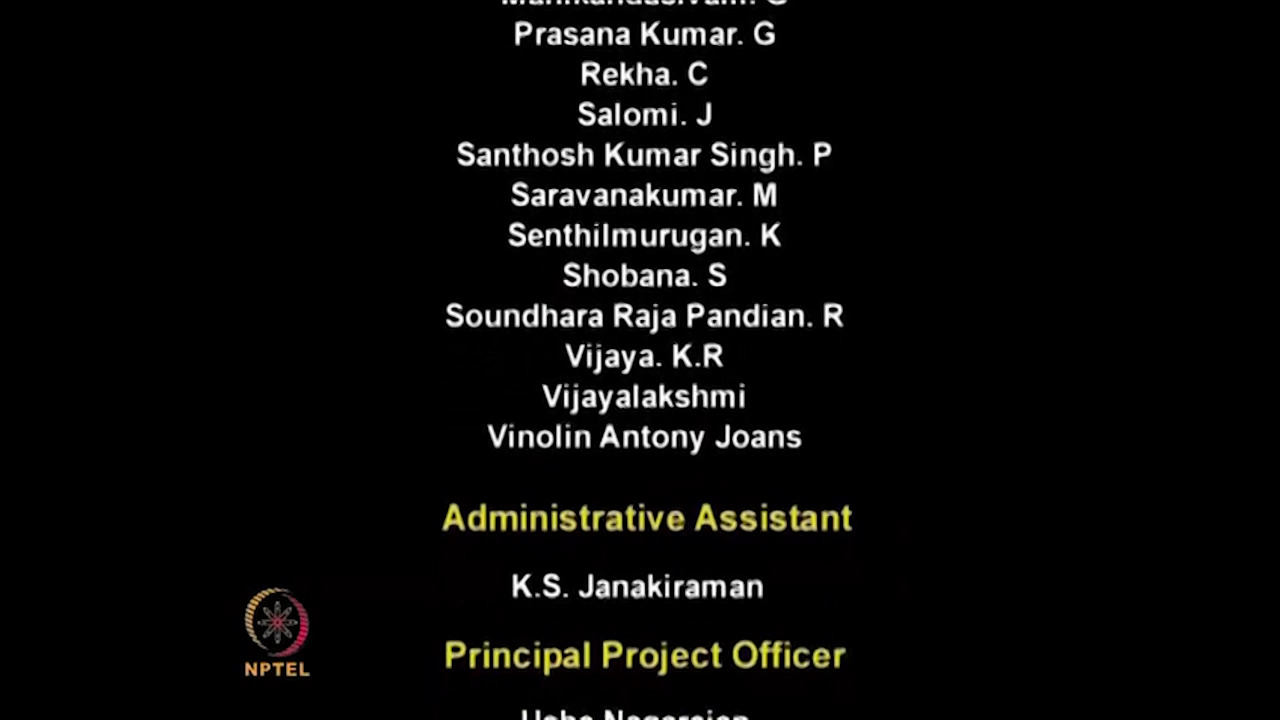 Prasana Kumar. G
Rekha. C
Salomi. J
Santhosh Kumar Singh. P
Saravanakumar. M
Senthilmurugan. K
Shobana. S
Soundhara Raja Pandian. R
Vijaya. K.R
Vijayalakshmi
Vinolin Antony Joans
Administrative Assistant
K.S. Janakiraman
NPTEL
Principal Project Officer